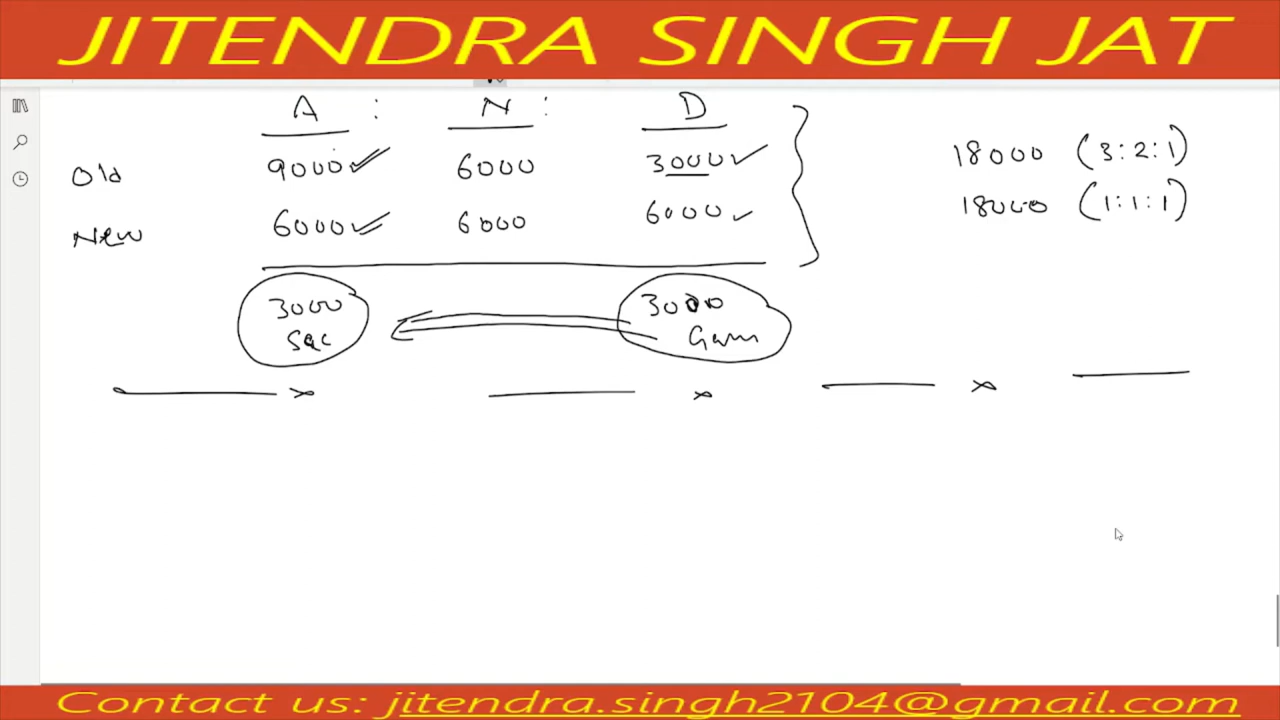 JITENDRA SINGH JAT
A : N : D
Old 9000 6000 3000 18000 (3:2:1)
New 6000 6000 6000 18000 (1:1:1)
3000 3000
Sac Gain
Contact us: jitendra.singh2104@gmail.com